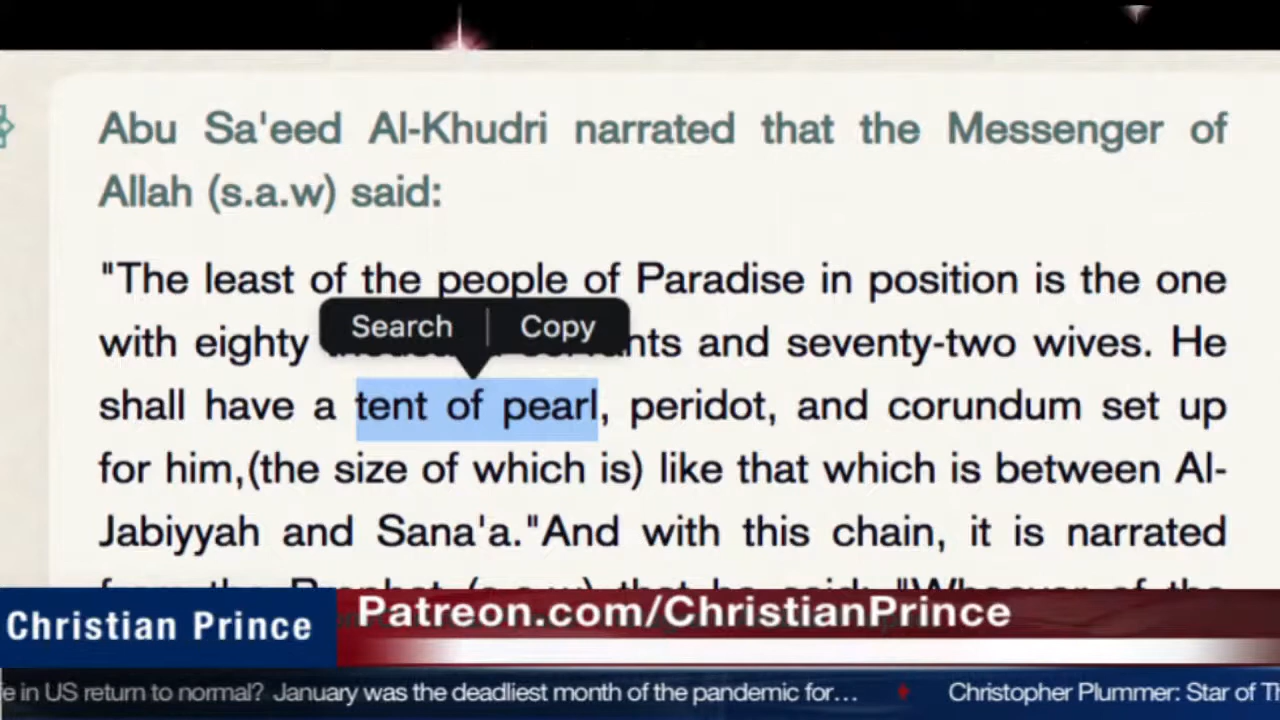 Abu Sa'eed Al-Khudri narrated that the Messenger of
Allah (s.a.w) said:
"The least of the people of Paradise in position is the one
Search Copy
with eighty and seventy-two wives. He
shall have a tent of pearl, peridot, and corundum set up
for him,(the size of which is) like that which is between Al-
Jabiyyah and Sana'a."And with this chain, it is narrated
Christian Prince
Patreon.com/ChristianPrince
in US return to normal? January was the deadliest month of the pandemic for… Christopher Plummer: Star of